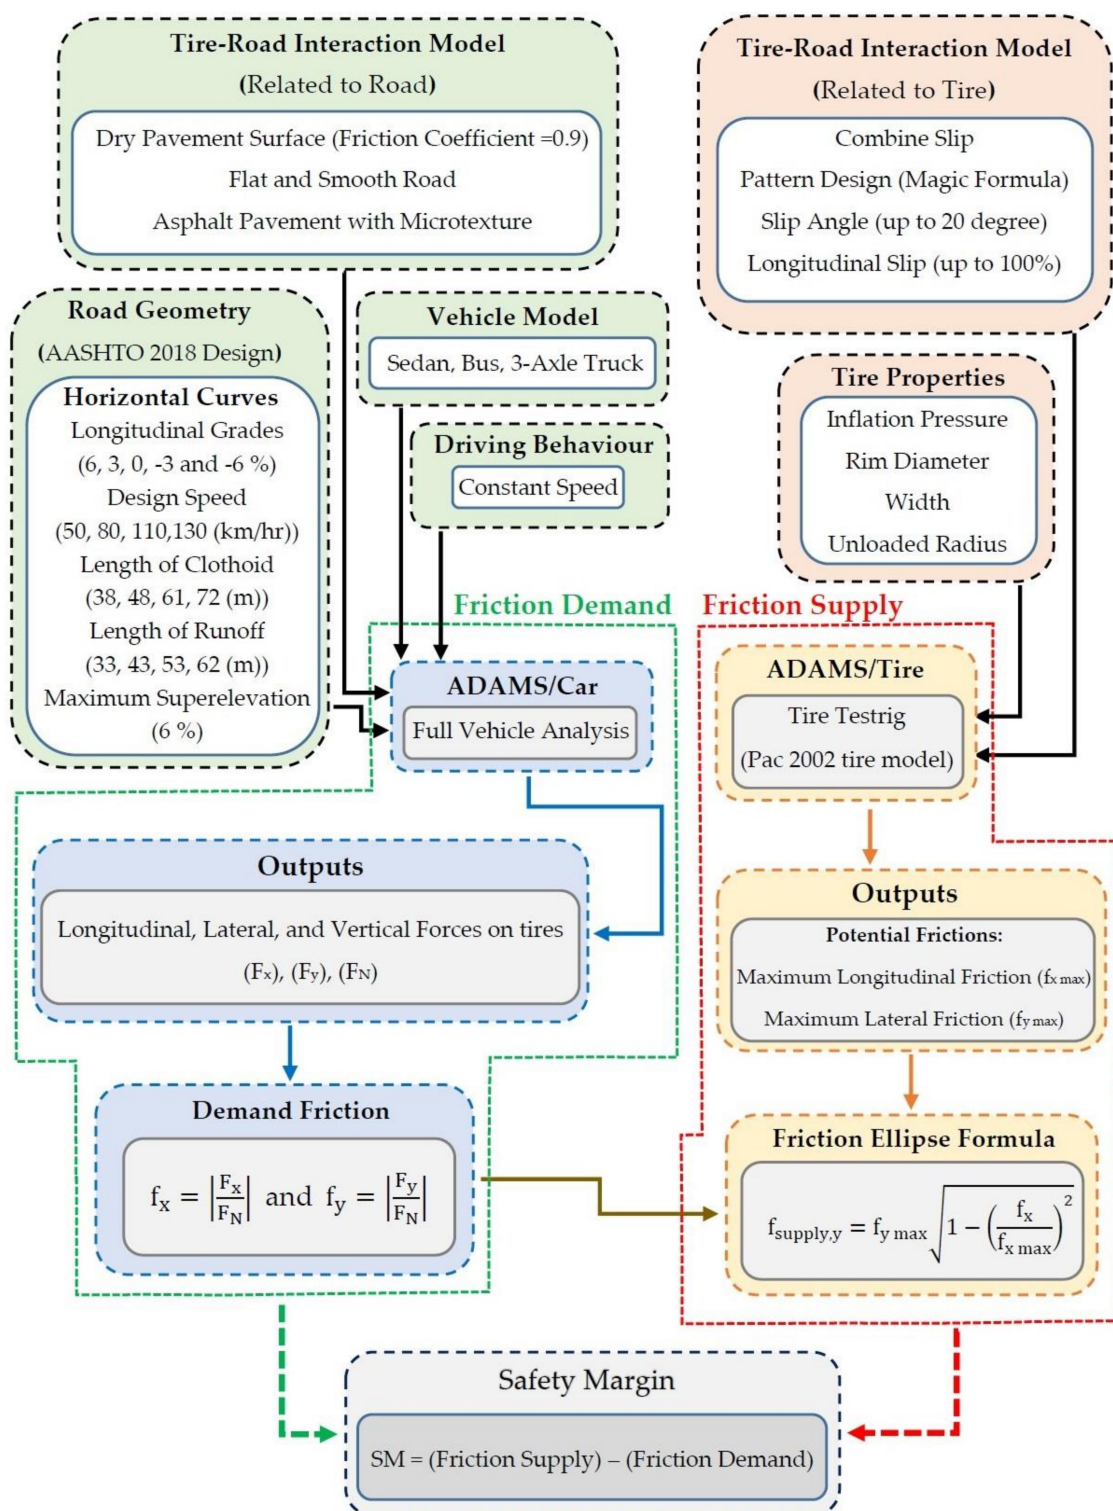 Tire-Road Interaction Model
(Related to Road)
Dry Pavement Surface (Friction Coefficient =0.9)
Flat and Smooth Road
Asphalt Pavement with Microtexture
Tire-Road Interaction Model
(Related to Tire)
Combine Slip
Pattern Design (Magic Formula)
Slip Angle (up to 20 degree)
Longitudinal Slip (up to 100%)
Road Geometry
(AASHTO 2018 Design)
Horizontal Curves
Longitudinal Grades
(6, 3, 0, -3 and -6 %)
Design Speed
(50, 80, 110,130 (km/hr))
Length of Clothoid
(38, 48, 61, 72 (m))
Length of Runoff
(33, 43, 53, 62 (m))
Maximum Superelevation
(6 %)
Vehicle Model
Sedan, Bus, 3-Axle Truck
Driving Behaviour
Constant Speed
Tire Properties
Inflation Pressure
Rim Diameter
Width
Unloaded Radius
Friction Demand
Friction Supply
ADAMS/Car
Full Vehicle Analysis
ADAMS/Tire
Tire Testrig
(Pac 2002 tire model)
Outputs
Longitudinal, Lateral, and Vertical Forces on tires
(Fx), (Fy), (FN)
Outputs
Potential Frictions:
Maximum Longitudinal Friction (fx max)
Maximum Lateral Friction (fy max)
Demand Friction
fx = |Fx/FN| and fy = |Fy/FN|
Friction Ellipse Formula
fsupply,y = fy max √(1 − (fx/fx max)²)
Safety Margin
SM = (Friction Supply) – (Friction Demand)